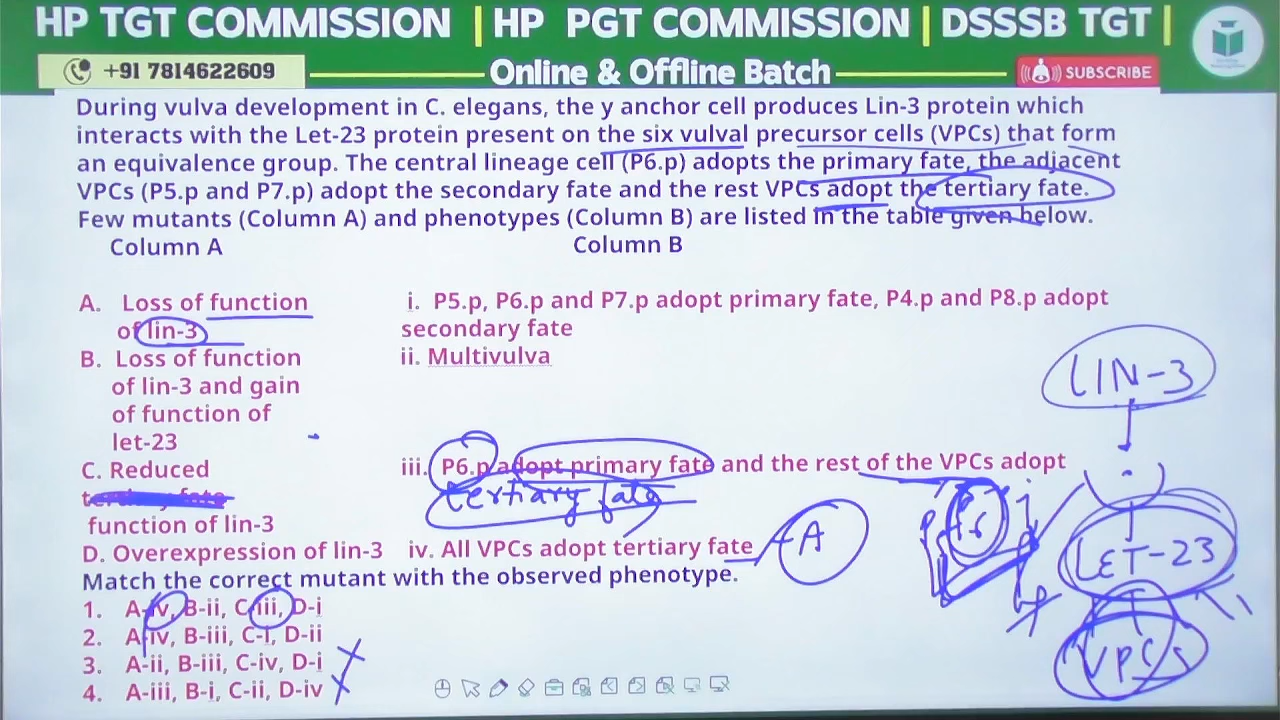 HP TGT COMMISSION | HP PGT COMMISSION | DSSSB TGT |
+91 7814622609 Online & Offline Batch SUBSCRIBE
During vulva development in C. elegans, the y anchor cell produces Lin-3 protein which
interacts with the Let-23 protein present on the six vulval precursor cells (VPCs) that form
an equivalence group. The central lineage cell (P6.p) adopts the primary fate, the adjacent
VPCs (P5.p and P7.p) adopt the secondary fate and the rest VPCs adopt the tertiary fate.
Few mutants (Column A) and phenotypes (Column B) are listed in the table given below.
Column A Column B
A. Loss of function i. P5.p, P6.p and P7.p adopt primary fate, P4.p and P8.p adopt
of lin-3 secondary fate
B. Loss of function ii. Multivulva
of lin-3 and gain
of function of
let-23
C. Reduced iii. P6.p adopt primary fate and the rest of the VPCs adopt
tertiary fate
function of lin-3
D. Overexpression of lin-3 iv. All VPCs adopt tertiary fate A
Match the correct mutant with the observed phenotype.
1. A-iv, B-ii, C-iii, D-i
2. A-iv, B-iii, C-i, D-ii
3. A-ii, B-iii, C-iv, D-i
4. A-iii, B-i, C-ii, D-iv
LIN-3
LET-23
VPCs